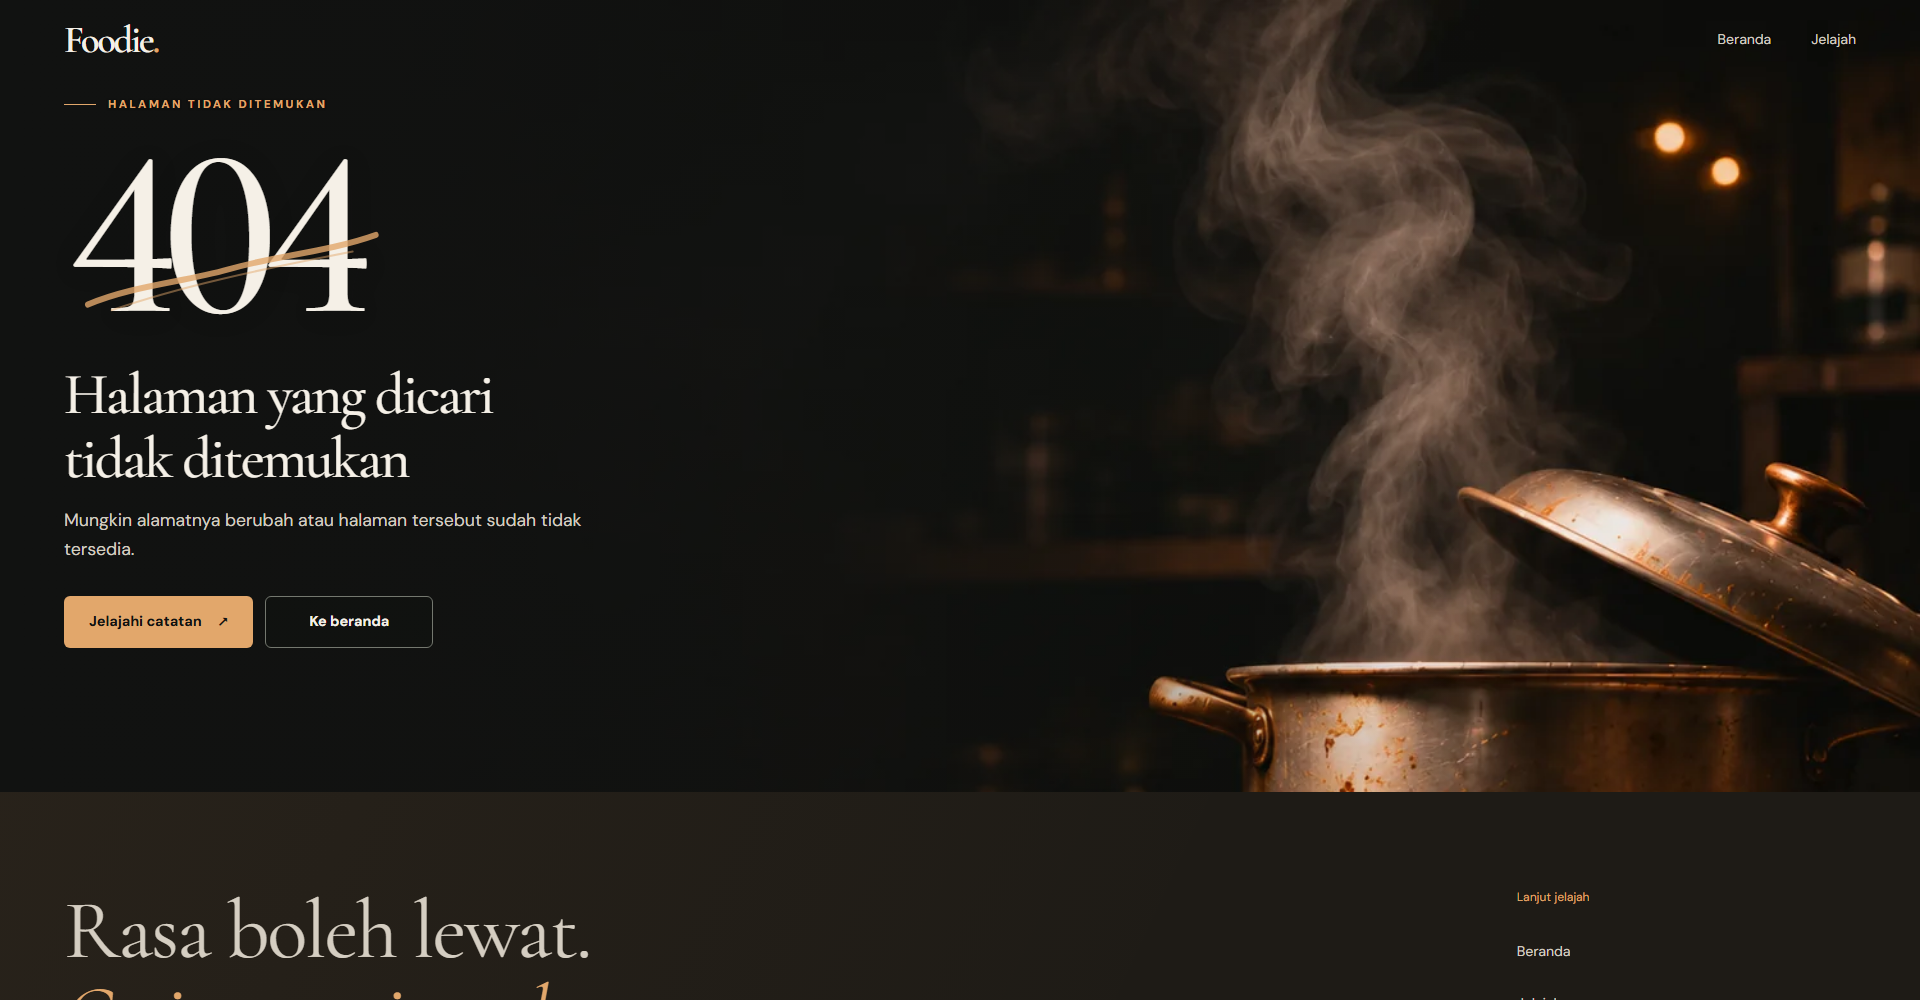 Foodie.
Beranda
Jelajah
HALAMAN TIDAK DITEMUKAN
404
Halaman yang dicari
tidak ditemukan
Mungkin alamatnya berubah atau halaman tersebut sudah tidak
tersedia.
Jelajahi catatan ↗
Ke beranda
Rasa boleh lewat.
Lanjut jelajah
Beranda